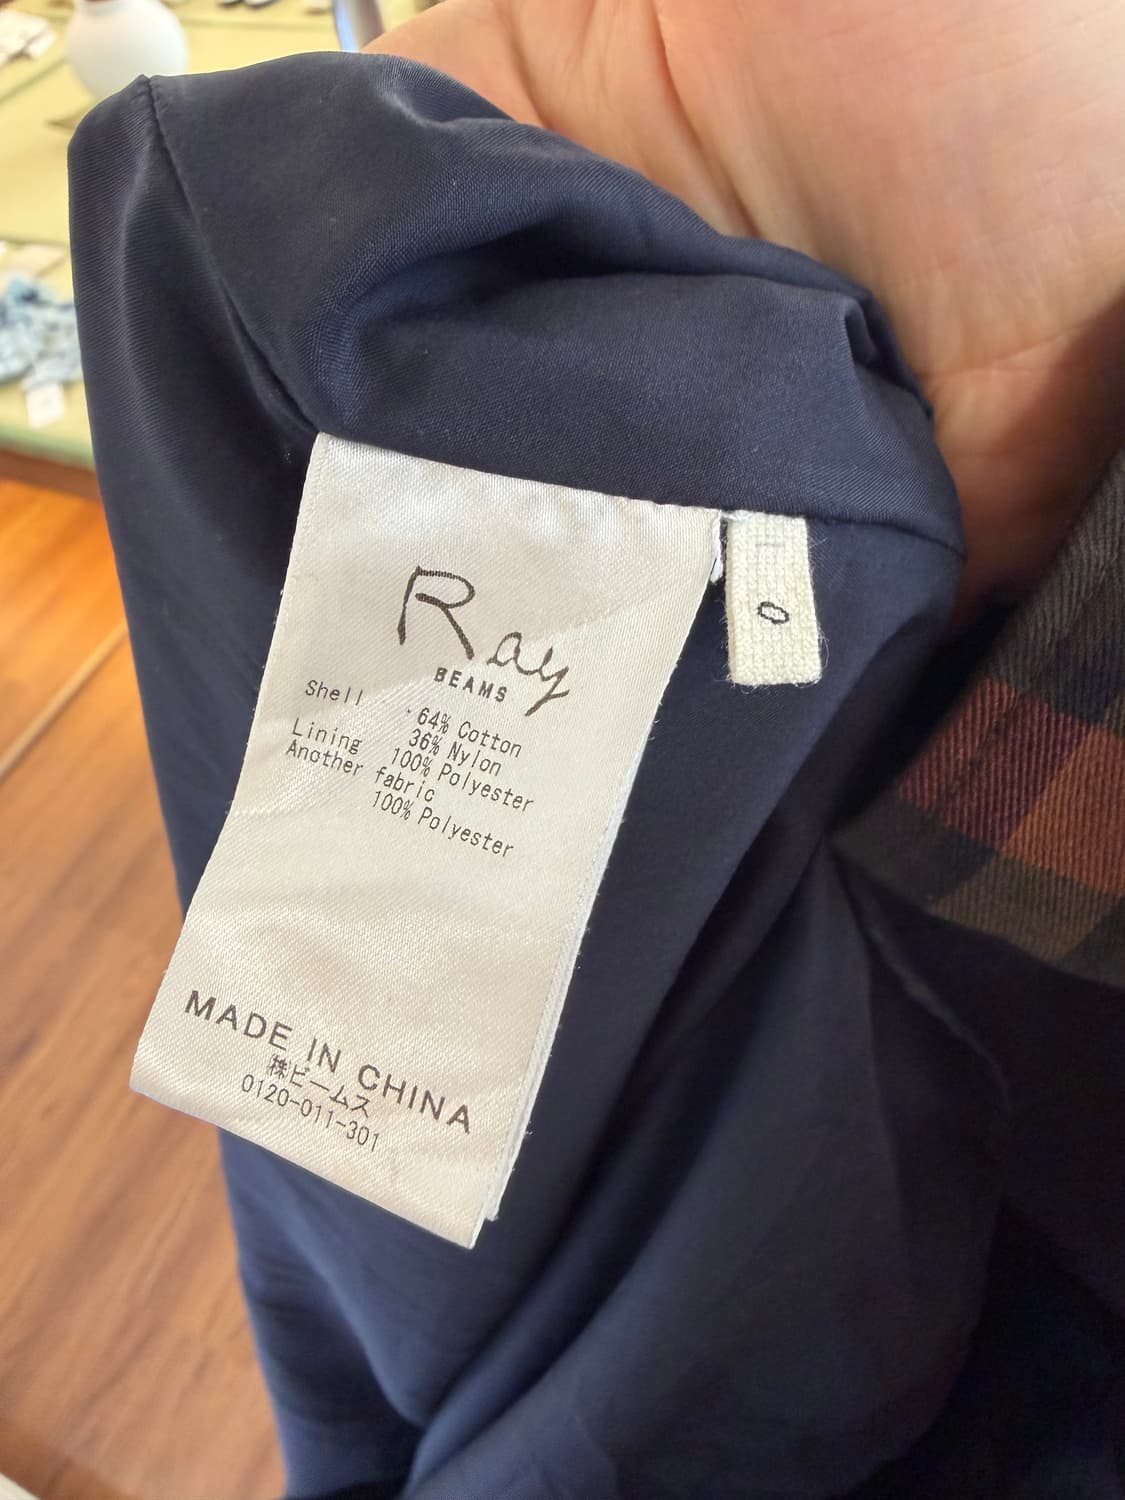 Ray
BEAMS
Shell 64% Cotton
36% Nylon
Lining 100% Polyester
Another fabric
100% Polyester
MADE IN CHINA
㈱ビームス
0120-011-301
0